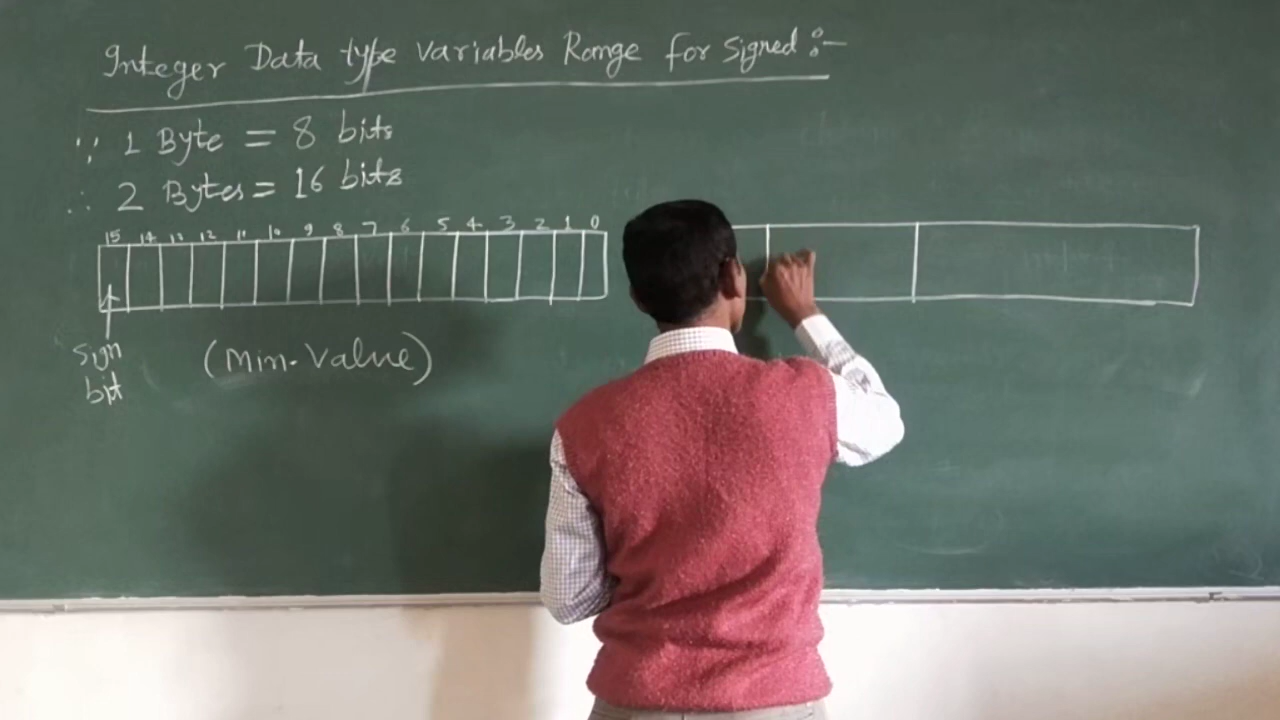 Integer Data type variables Range for Signed :-
∵ 1 Byte = 8 bits
∴ 2 Bytes = 16 bits
15 14 13 12 11 10 9 8 7 6 5 4 3 2 1 0
Sign
bit
(Min-Value)